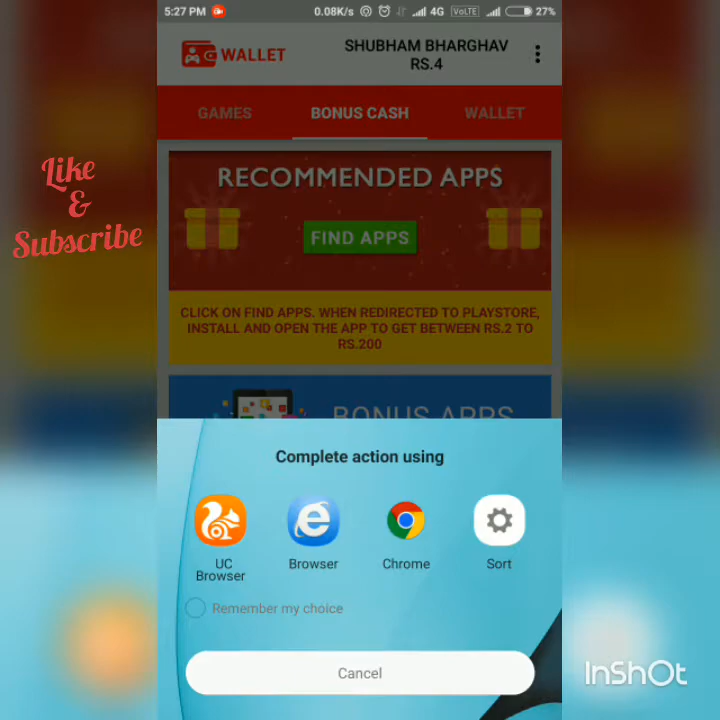 5:27 PM 0.08K/s 4G VoLTE 27%
WALLET
SHUBHAM BHARGHAV
RS.4
GAMES BONUS CASH WALLET
RECOMMENDED APPS
FIND APPS
CLICK ON FIND APPS. WHEN REDIRECTED TO PLAYSTORE,
INSTALL AND OPEN THE APP TO GET BETWEEN RS.2 TO
RS.200
BONUS APPS
Like
&
Subscribe
Complete action using
UC
Browser
Browser
Chrome
Sort
Remember my choice
Cancel
InShOt